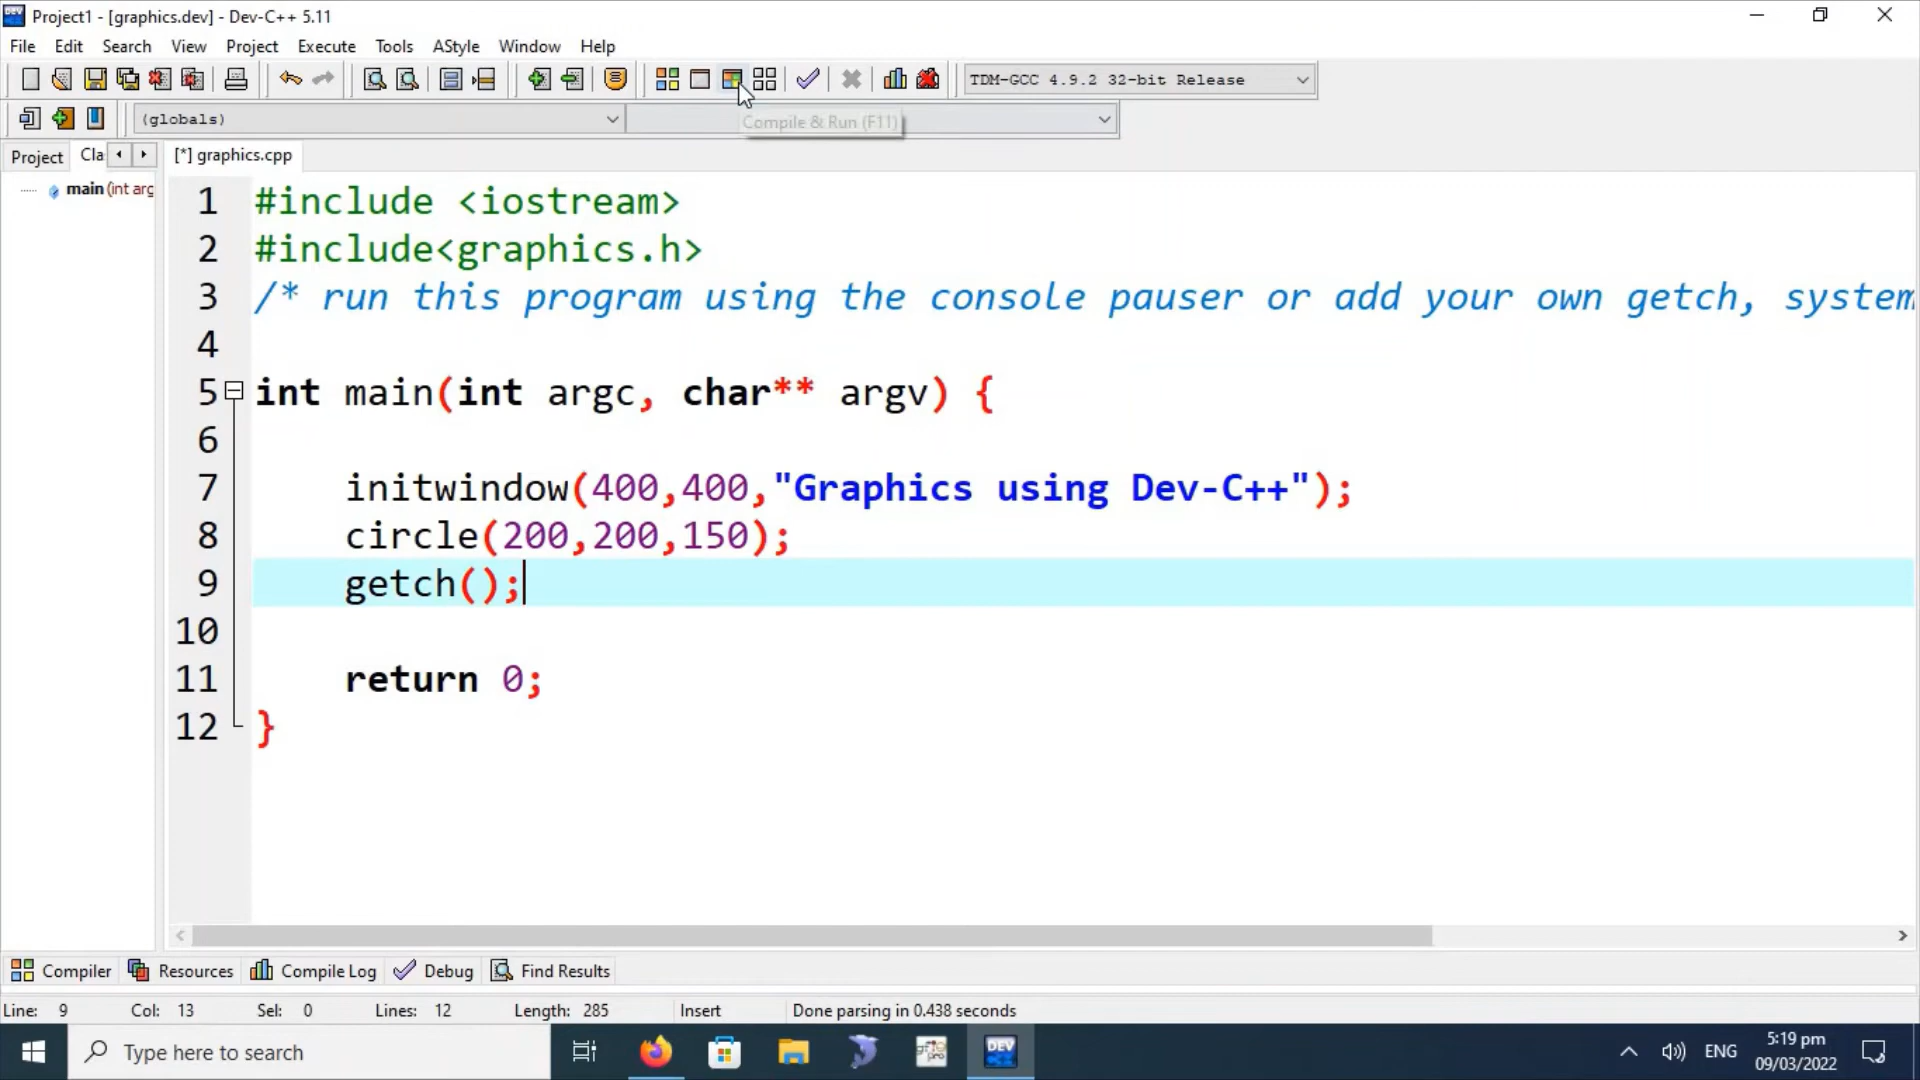 Project1 - [graphics.dev] - Dev-C++ 5.11
File Edit Search View Project Execute Tools AStyle Window Help
TDM-GCC 4.9.2 32-bit Release
(globals)
Compile & Run (F11)
Project Cla [*] graphics.cpp
main (int arg
1 #include <iostream>
2 #include<graphics.h>
3 /* run this program using the console pauser or add your own getch, system
4
5 int main(int argc, char** argv) {
6
7 initwindow(400,400,"Graphics using Dev-C++");
8 circle(200,200,150);
9 getch();
10
11 return 0;
12 }
Compiler Resources Compile Log Debug Find Results
Line: 9 Col: 13 Sel: 0 Lines: 12 Length: 285 Insert Done parsing in 0.438 seconds
Type here to search
DEV
ENG
5:19 pm
09/03/2022